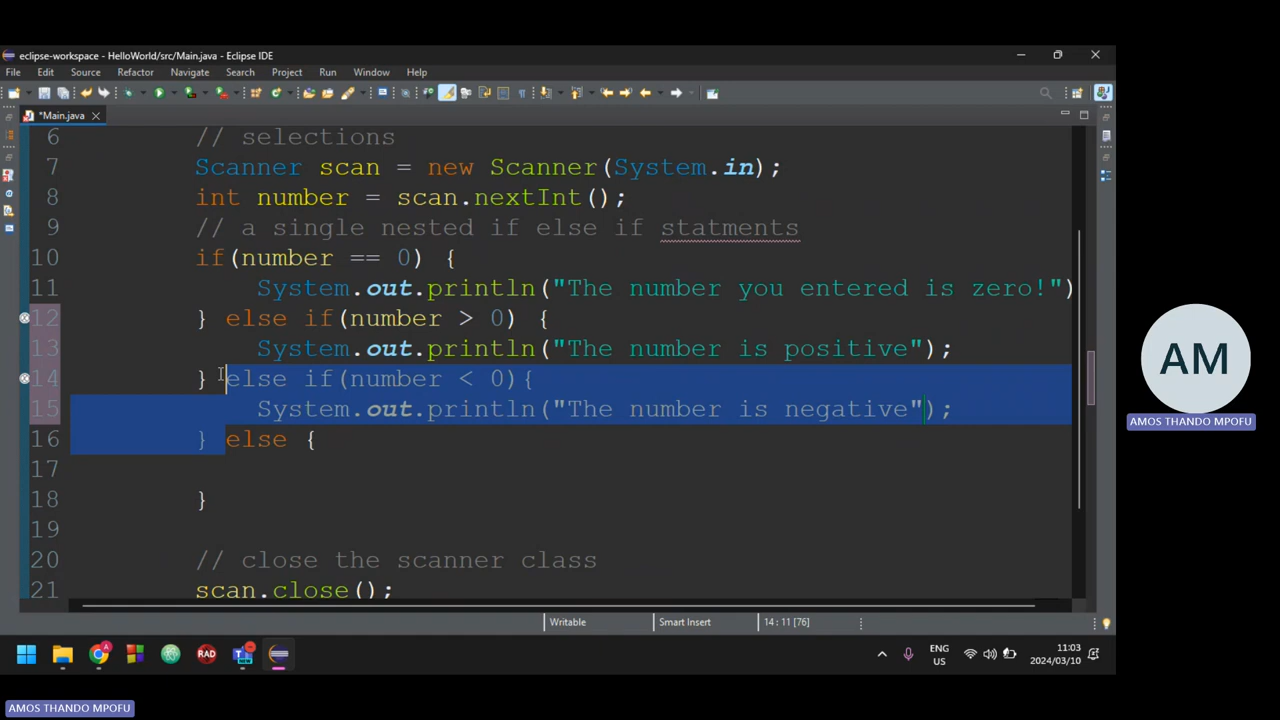 eclipse-workspace - HelloWorld/src/Main.java - Eclipse IDE
File Edit Source Refactor Navigate Search Project Run Window Help
*Main.java
6 // selections
7 Scanner scan = new Scanner(System.in);
8 int number = scan.nextInt();
9 // a single nested if else if statments
10 if(number == 0) {
11 System.out.println("The number you entered is zero!")
12 } else if(number > 0) {
13 System.out.println("The number is positive");
14 } else if(number < 0){
15 System.out.println("The number is negative");
16 } else {
17
18 }
19
20 // close the scanner class
21 scan.close();
Writable Smart Insert 14 : 11 [76]
AM
AMOS THANDO MPOFU
RAD
ENG
US
11:03
2024/03/10
AMOS THANDO MPOFU